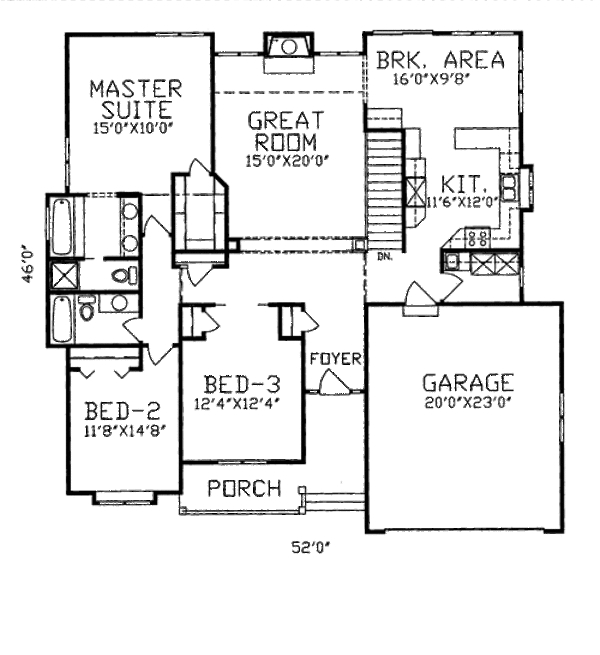 MASTER
SUITE
15'0"X10'0"
BRK. AREA
16'0"X9'8"
GREAT
ROOM
15'0"X20'0"
KIT.
11'6"X12'0"
46'0"
DN.
FOYER
BED-3
12'4"X12'4"
GARAGE
20'0"X23'0"
BED-2
11'8"X14'8"
PORCH
52'0"